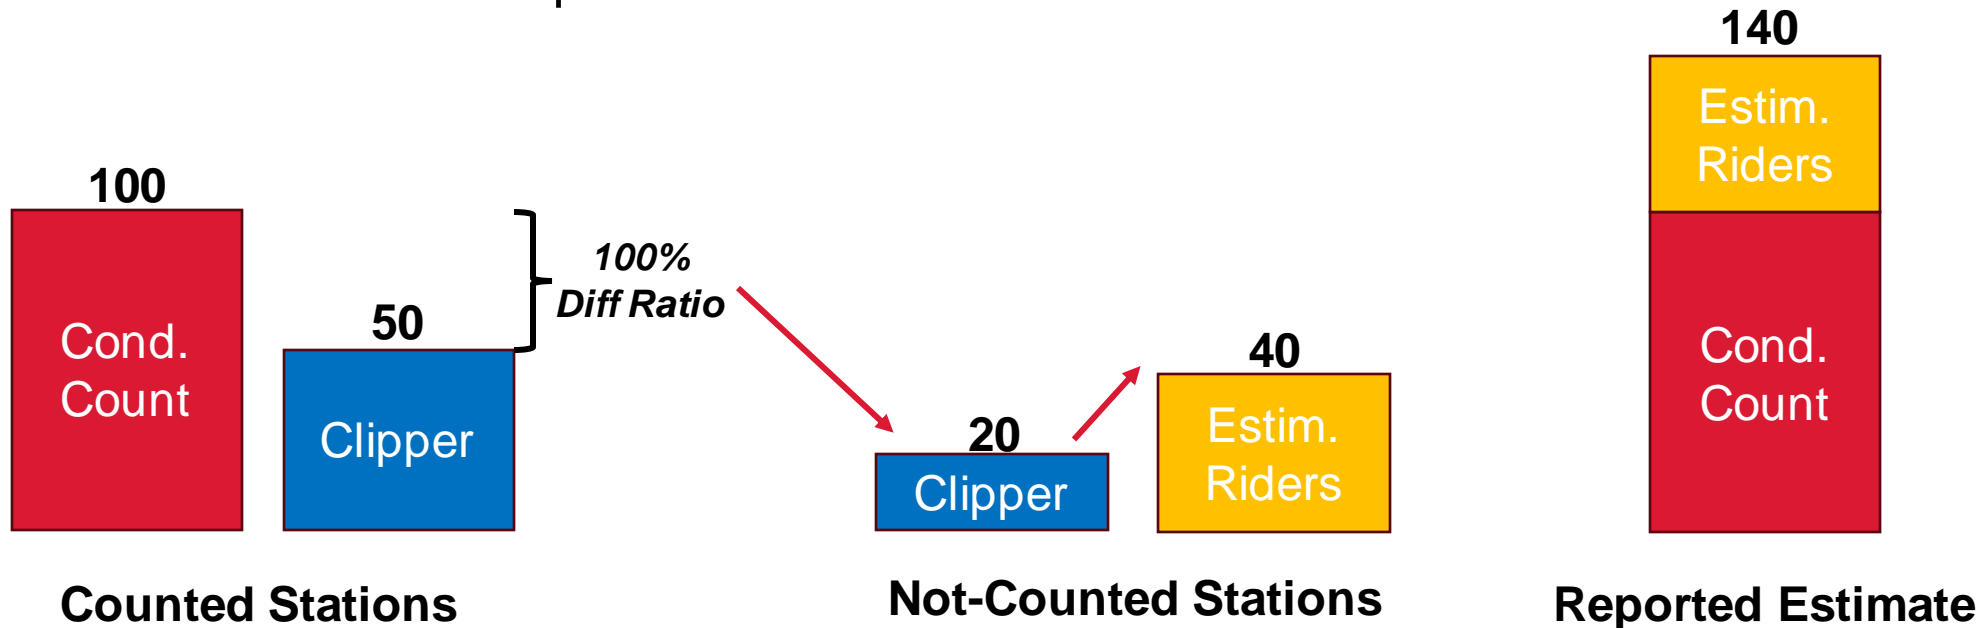 100
Cond.
Count
50
Clipper
Counted Stations
100%
Diff Ratio
20
Clipper
40
Estim.
Riders
Not-Counted Stations
140
Estim.
Riders
Cond.
Count
Reported Estimate